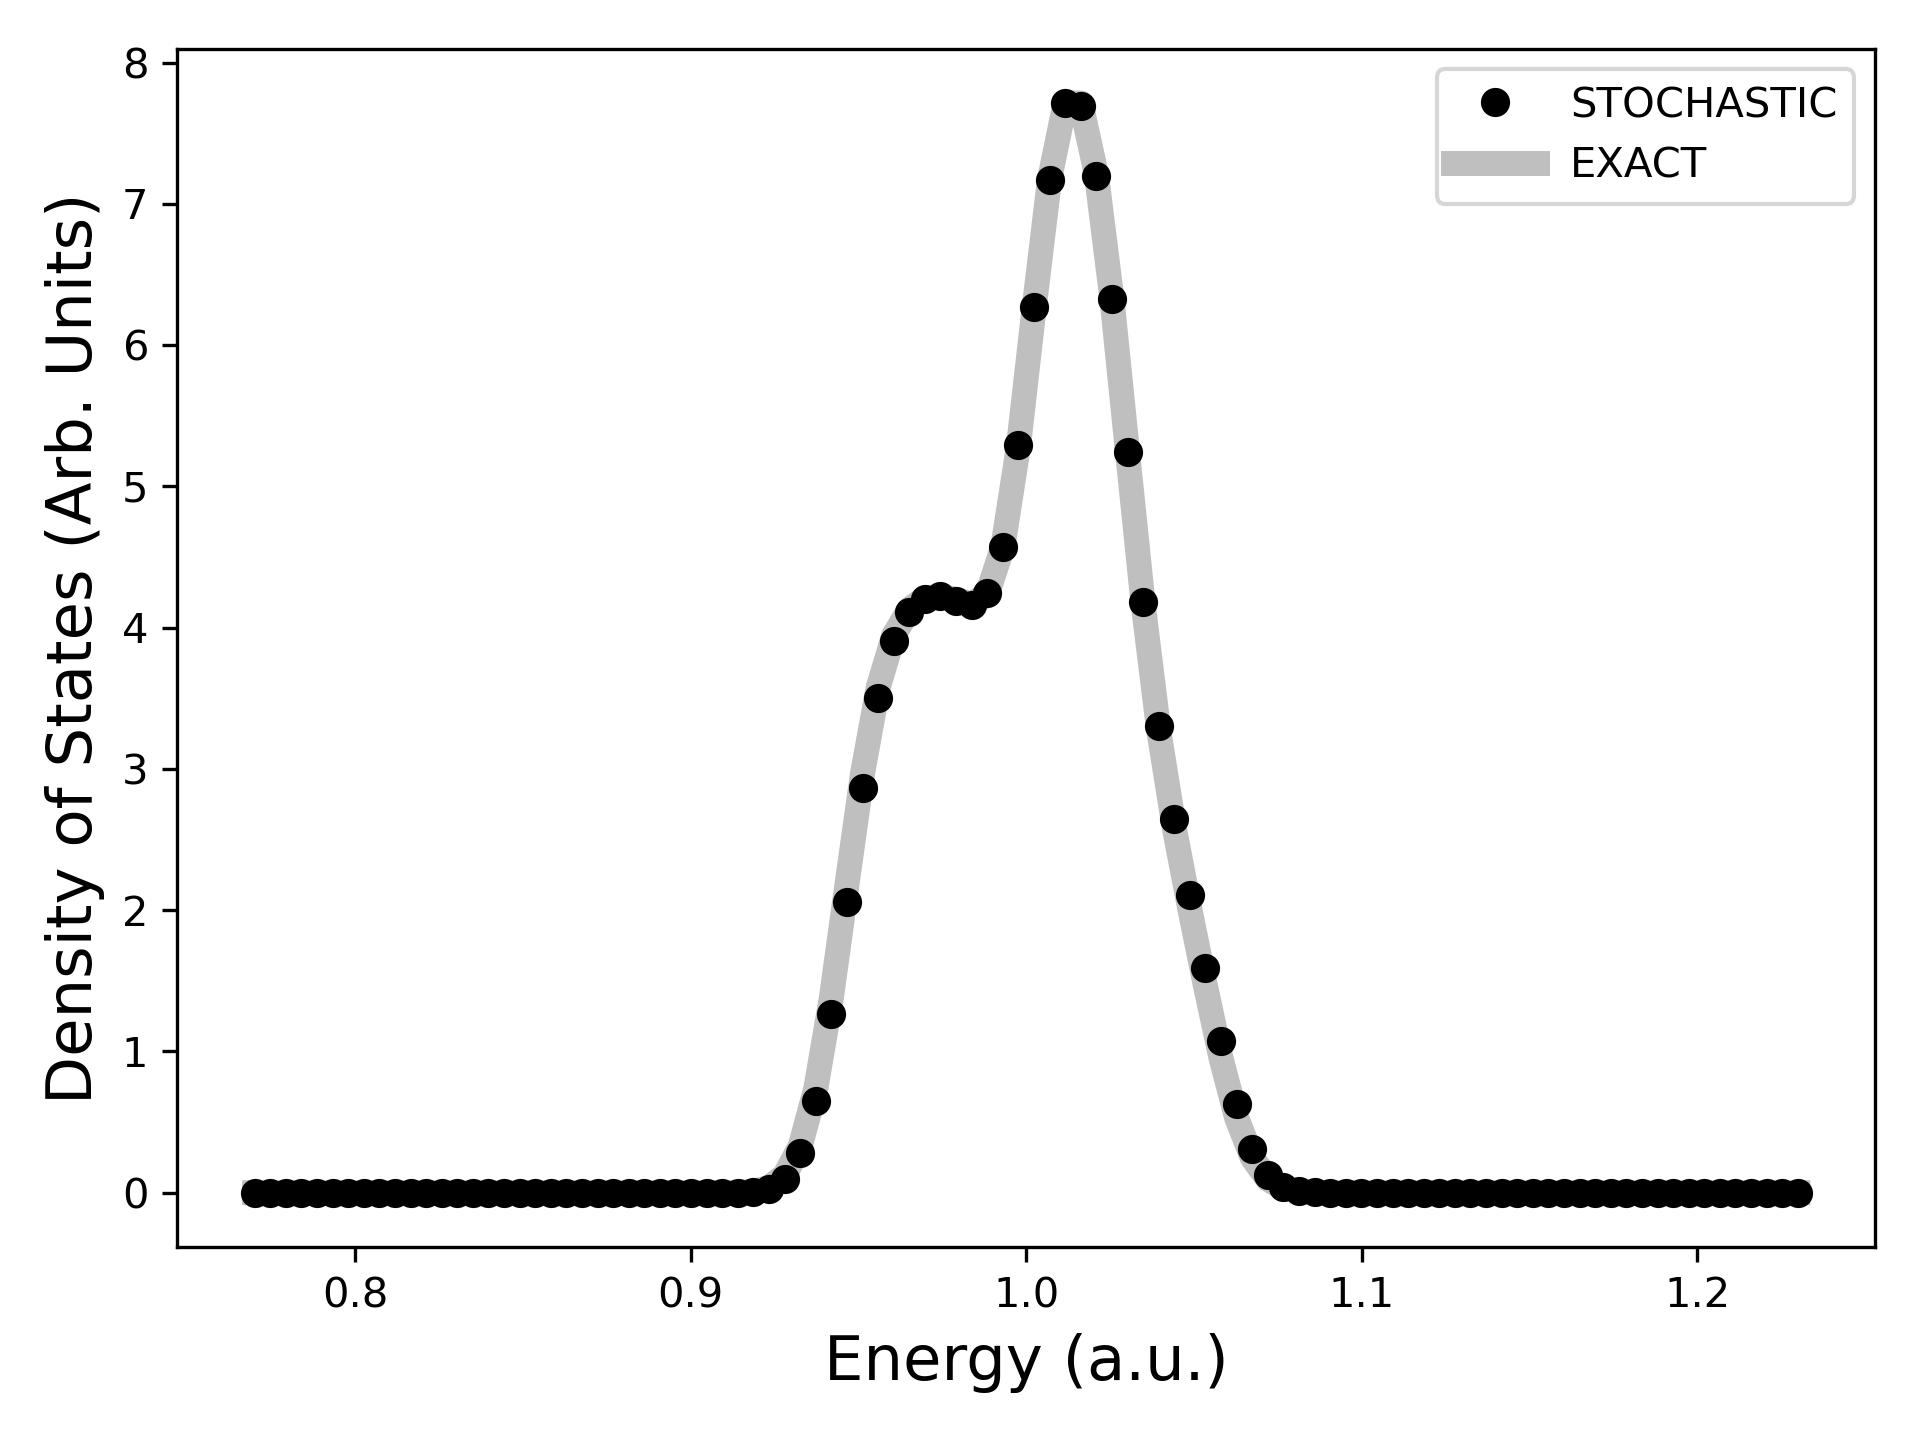 8
7
6
5
4
3
2
1
0
Density of States (Arb. Units)
STOCHASTIC
EXACT
0.8 0.9 1.0 1.1 1.2
Energy (a.u.)